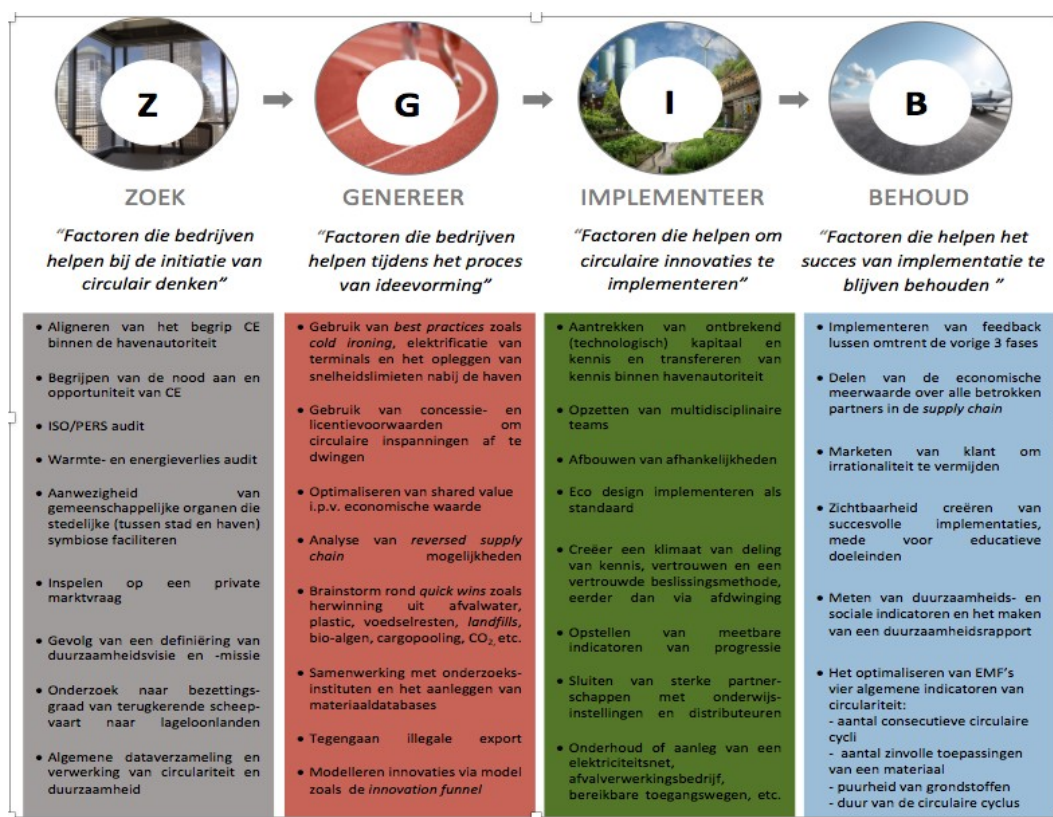 Z
G
I
B
ZOEK
GENEREER
IMPLEMENTEER
BEHOUD
“Factoren die bedrijven
helpen bij de initiatie van
circulair denken”
“Factoren die bedrijven
helpen tijdens het proces
van ideevorming”
“Factoren die helpen om
circulaire innovaties te
implementeren”
“Factoren die helpen het
succes van implementatie te
blijven behouden ”
• Aligneren van het begrip CE
binnen de havenautoriteit
• Begrijpen van de nood aan en
opportuniteit van CE
• ISO/PERS audit
• Warmte- en energieverlies audit
• Aanwezigheid van
gemeenschappelijke organen die
stedelijke (tussen stad en haven)
symbiose faciliteren
• Inspelen op een private
marktvraag
• Gevolg van een definiëring van
duurzaamheidsvisie en -missie
• Onderzoek naar bezettings-
graad van terugkerende scheep-
vaart naar lageloonlanden
• Algemene dataverzameling en
verwerking van circulariteit en
duurzaamheid
• Gebruik van best practices zoals
cold ironing, elektrificatie van
terminals en het opleggen van
snelheidslimieten nabij de haven
• Gebruik van concessie- en
licentievoorwaarden om
circulaire inspanningen af te
dwingen
• Optimaliseren van shared value
i.p.v. economische waarde
• Analyse van reversed supply
chain mogelijkheden
• Brainstorm rond quick wins zoals
herwinning uit afvalwater,
plastic, voedselresten, landfills,
bio-algen, cargopooling, CO2, etc.
• Samenwerking met onderzoeks-
instituten en het aanleggen van
materiaaldatabases
• Tegengaan illegale export
• Modelleren innovaties via model
zoals de innovation funnel
• Aantrekken van ontbrekend
(technologisch) kapitaal en
kennis en transfereren van
kennis binnen havenautoriteit
• Opzetten van multidisciplinaire
teams
• Afbouwen van afhankelijkheden
• Eco design implementeren als
standaard
• Creëer een klimaat van deling
van kennis, vertrouwen en een
vertrouwde beslissingsmethode,
eerder dan via afdwinging
• Opstellen van meetbare
indicatoren van progressie
• Sluiten van sterke partner-
schappen met onderwijs-
instellingen en distributeuren
• Onderhoud of aanleg van een
elektriciteitsnet,
afvalverwerkingsbedrijf,
bereikbare toegangswegen, etc.
• Implementeren van feedback
lussen omtrent de vorige 3 fases
• Delen van de economische
meerwaarde over alle betrokken
partners in de supply chain
• Marketen van klant om
irrationaliteit te vermijden
• Zichtbaarheid creëren van
succesvolle implementaties,
mede voor educatieve
doeleinden
• Meten van duurzaamheids- en
sociale indicatoren en het maken
van een duurzaamheidsrapport
• Het optimaliseren van EMF’s
vier algemene indicatoren van
circulariteit:
- aantal consecutieve circulaire
cycli
- aantal zinvolle toepassingen
van een materiaal
- puurheid van grondstoffen
- duur van de circulaire cyclus